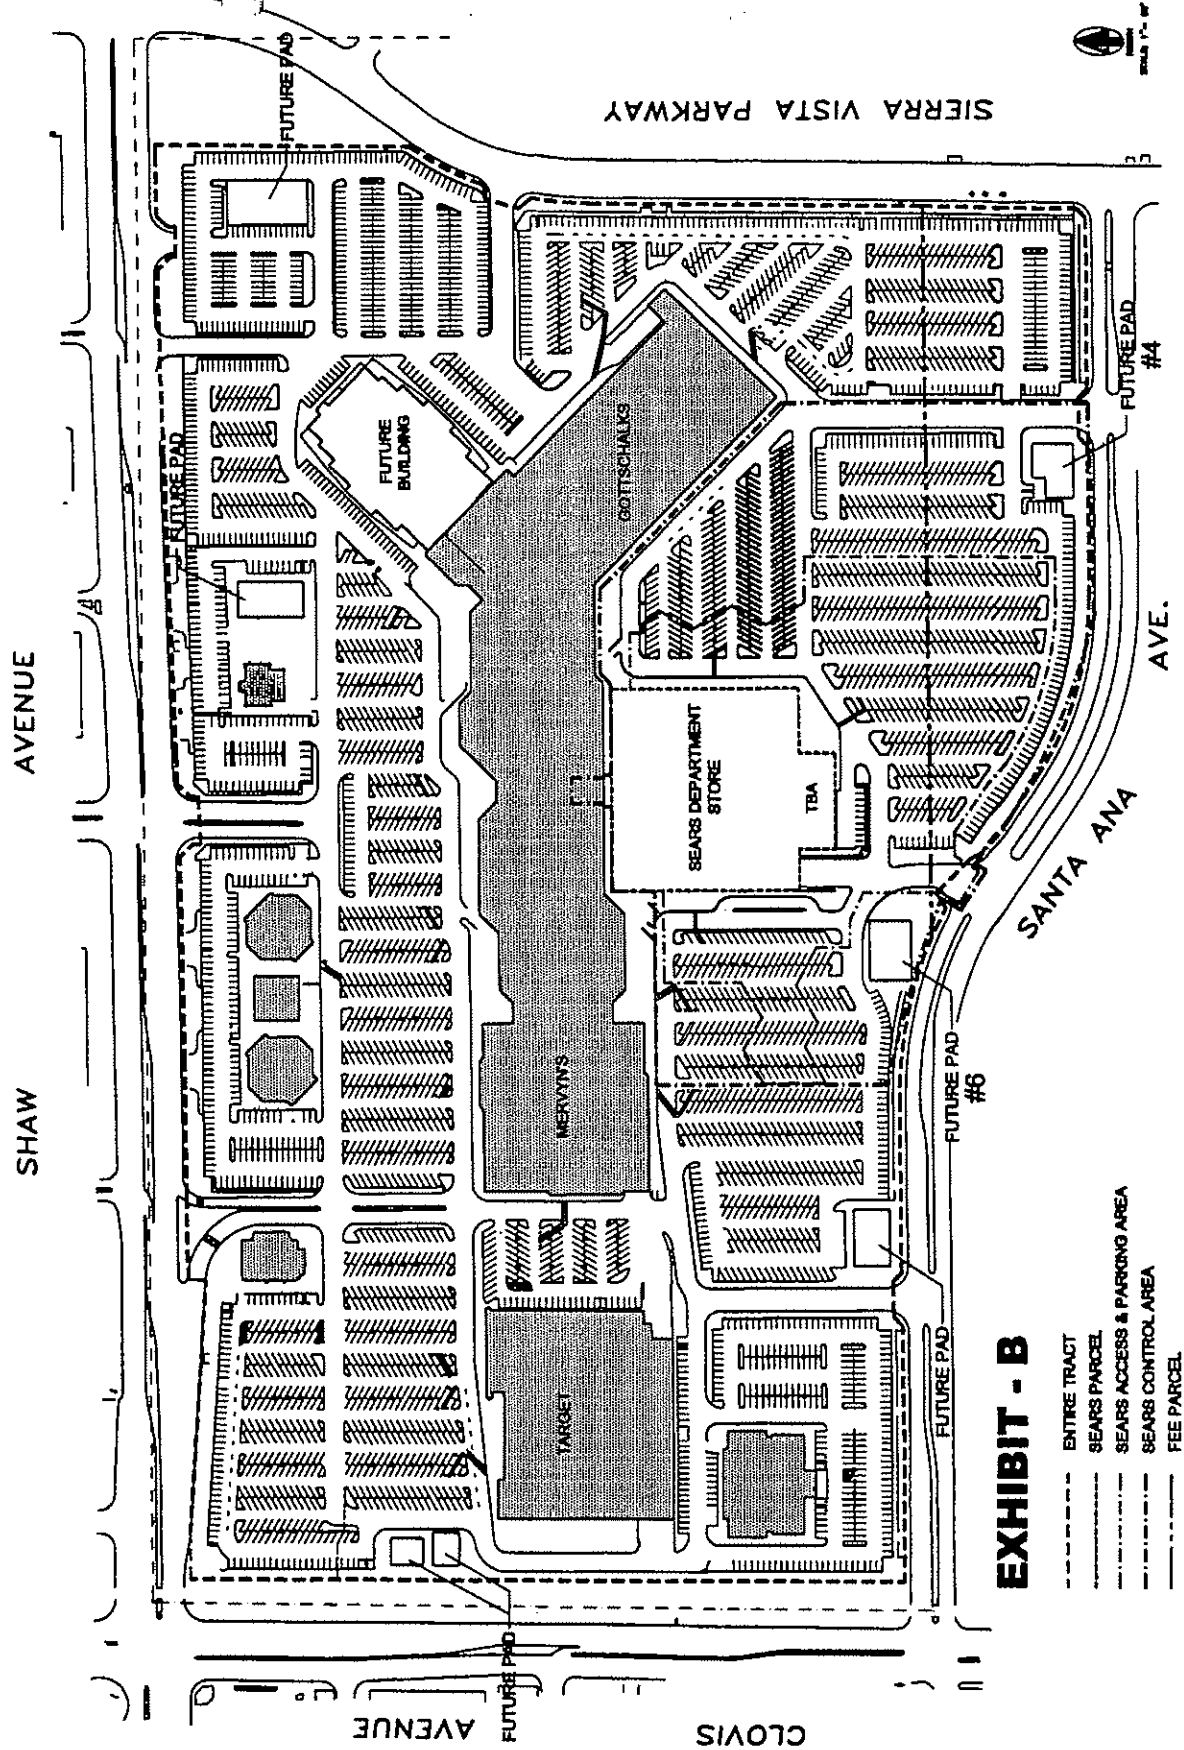 SHAW
AVENUE
FUTURE PAD
FUTURE PAD
SIERRA VISTA PARKWAY
FUTURE
BUILDING
GOTTSCHALKS
MERVYN'S
TARGET
SEARS DEPARTMENT
STORE
TBA
FUTURE PAD
#4
FUTURE PAD
#6
FUTURE PAD
FUTURE PAD
SANTA ANA
AVE.
CLOVIS
AVENUE
EXHIBIT - B
ENTIRE TRACT
SEARS PARCEL
SEARS ACCESS & PARKING AREA
SEARS CONTROL AREA
FEE PARCEL
NORTH